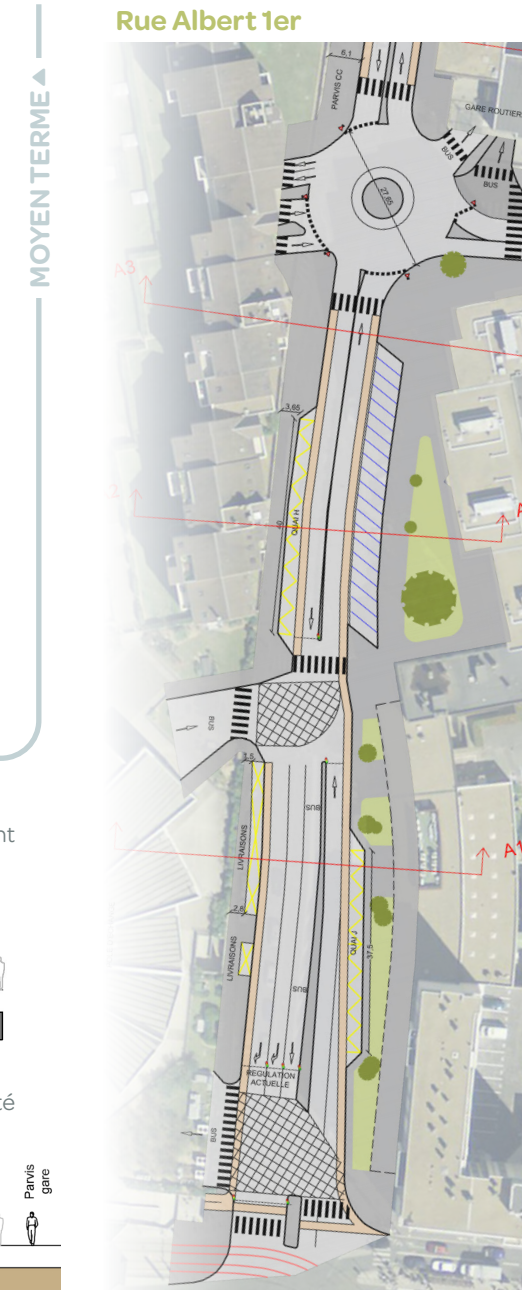 Rue Albert 1er
MOYEN TERME
6,1
PARVIS CC
GARE ROUTIER
BUS
BUS
27.65
A3
3,65
QUAI H
40
BUS
3,5
BUS
LIVRAISONS
A1
2,8
LIVRAISONS
QUAI J
37,5
BUS
REGULATION
ACTUELLE
BUS
nt
té
Parvis
gare